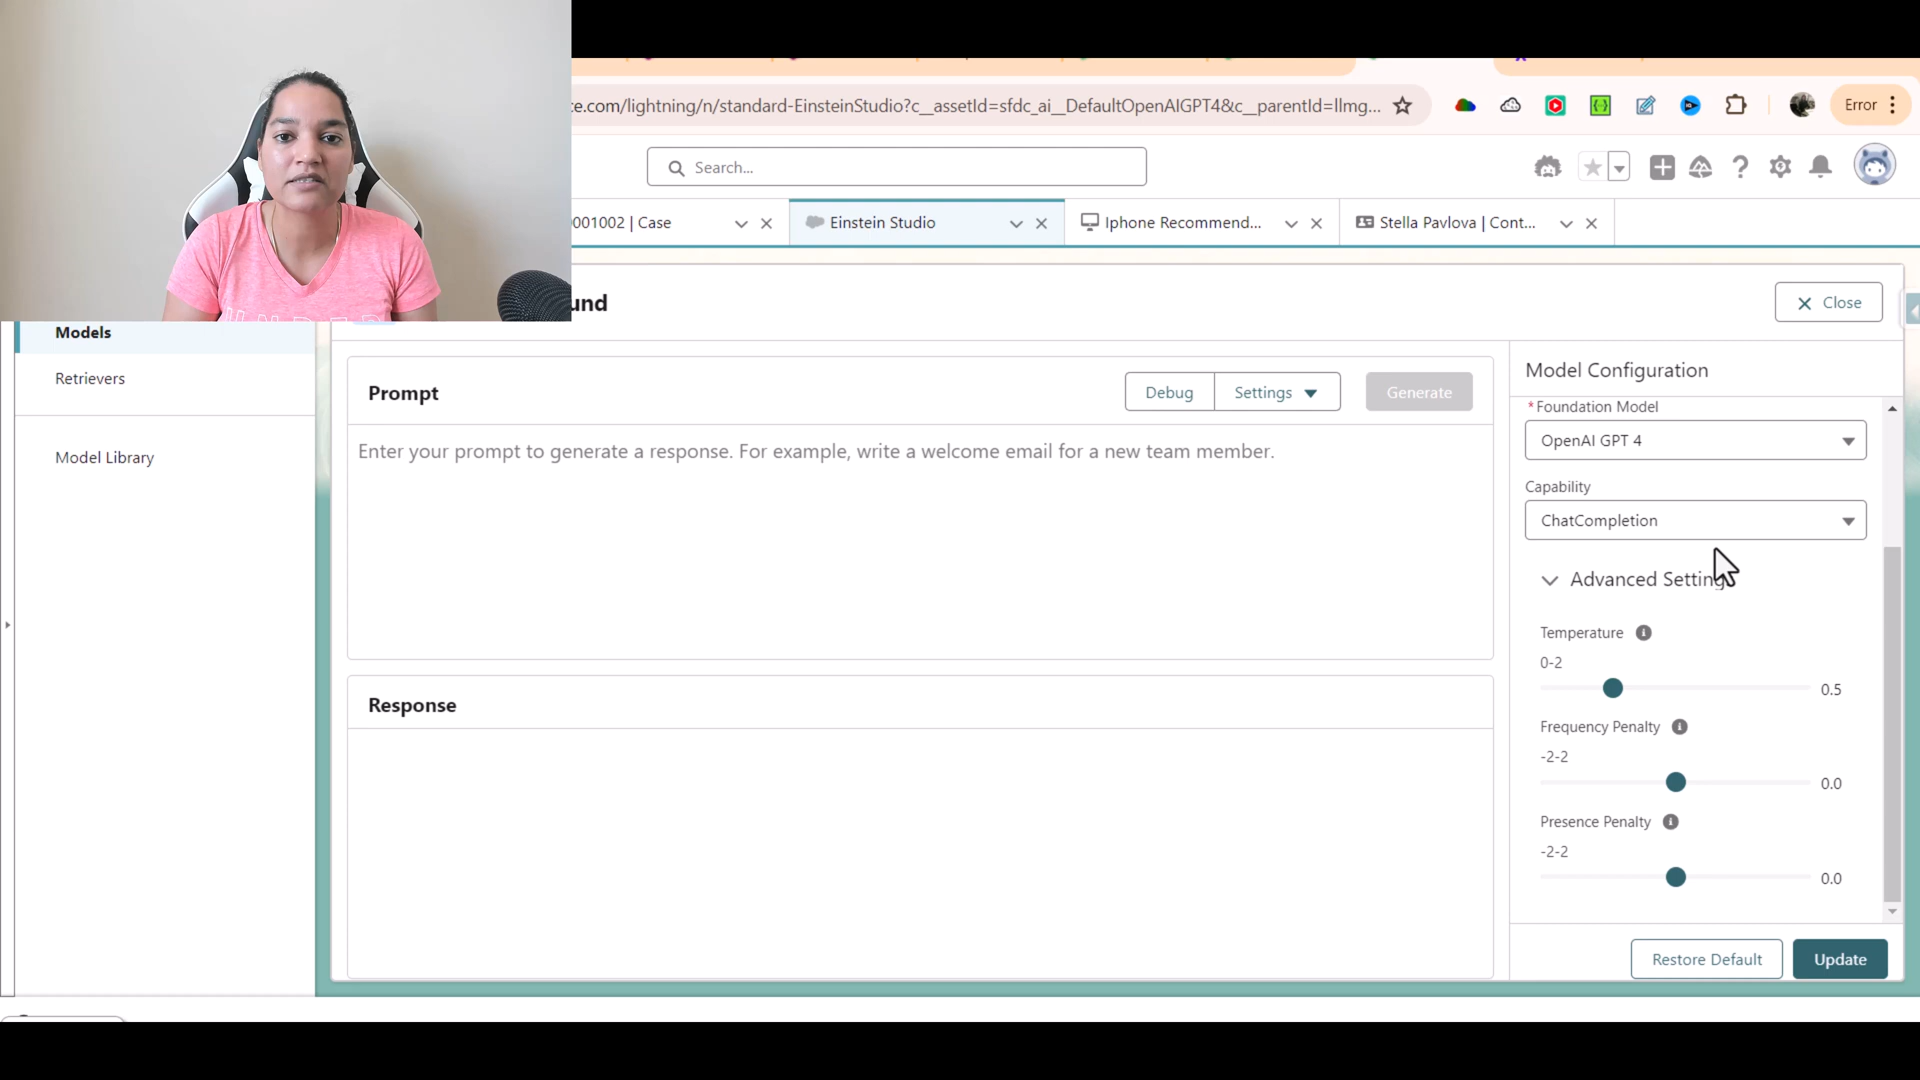 ce.com/lightning/n/standard-EinsteinStudio?c__assetId=sfdc_ai__DefaultOpenAIGPT4&c__parentId=llmg...
Error
Search...
0001002 | Case
Einstein Studio
Iphone Recommend...
Stella Pavlova | Cont...
und
Close
Models
Retrievers
Model Library
Prompt
Debug
Settings
Generate
Enter your prompt to generate a response. For example, write a welcome email for a new team member.
Response
Model Configuration
*Foundation Model
OpenAI GPT 4
Capability
ChatCompletion
Advanced Setting
Temperature
0-2
0.5
Frequency Penalty
-2-2
0.0
Presence Penalty
-2-2
0.0
Restore Default
Update